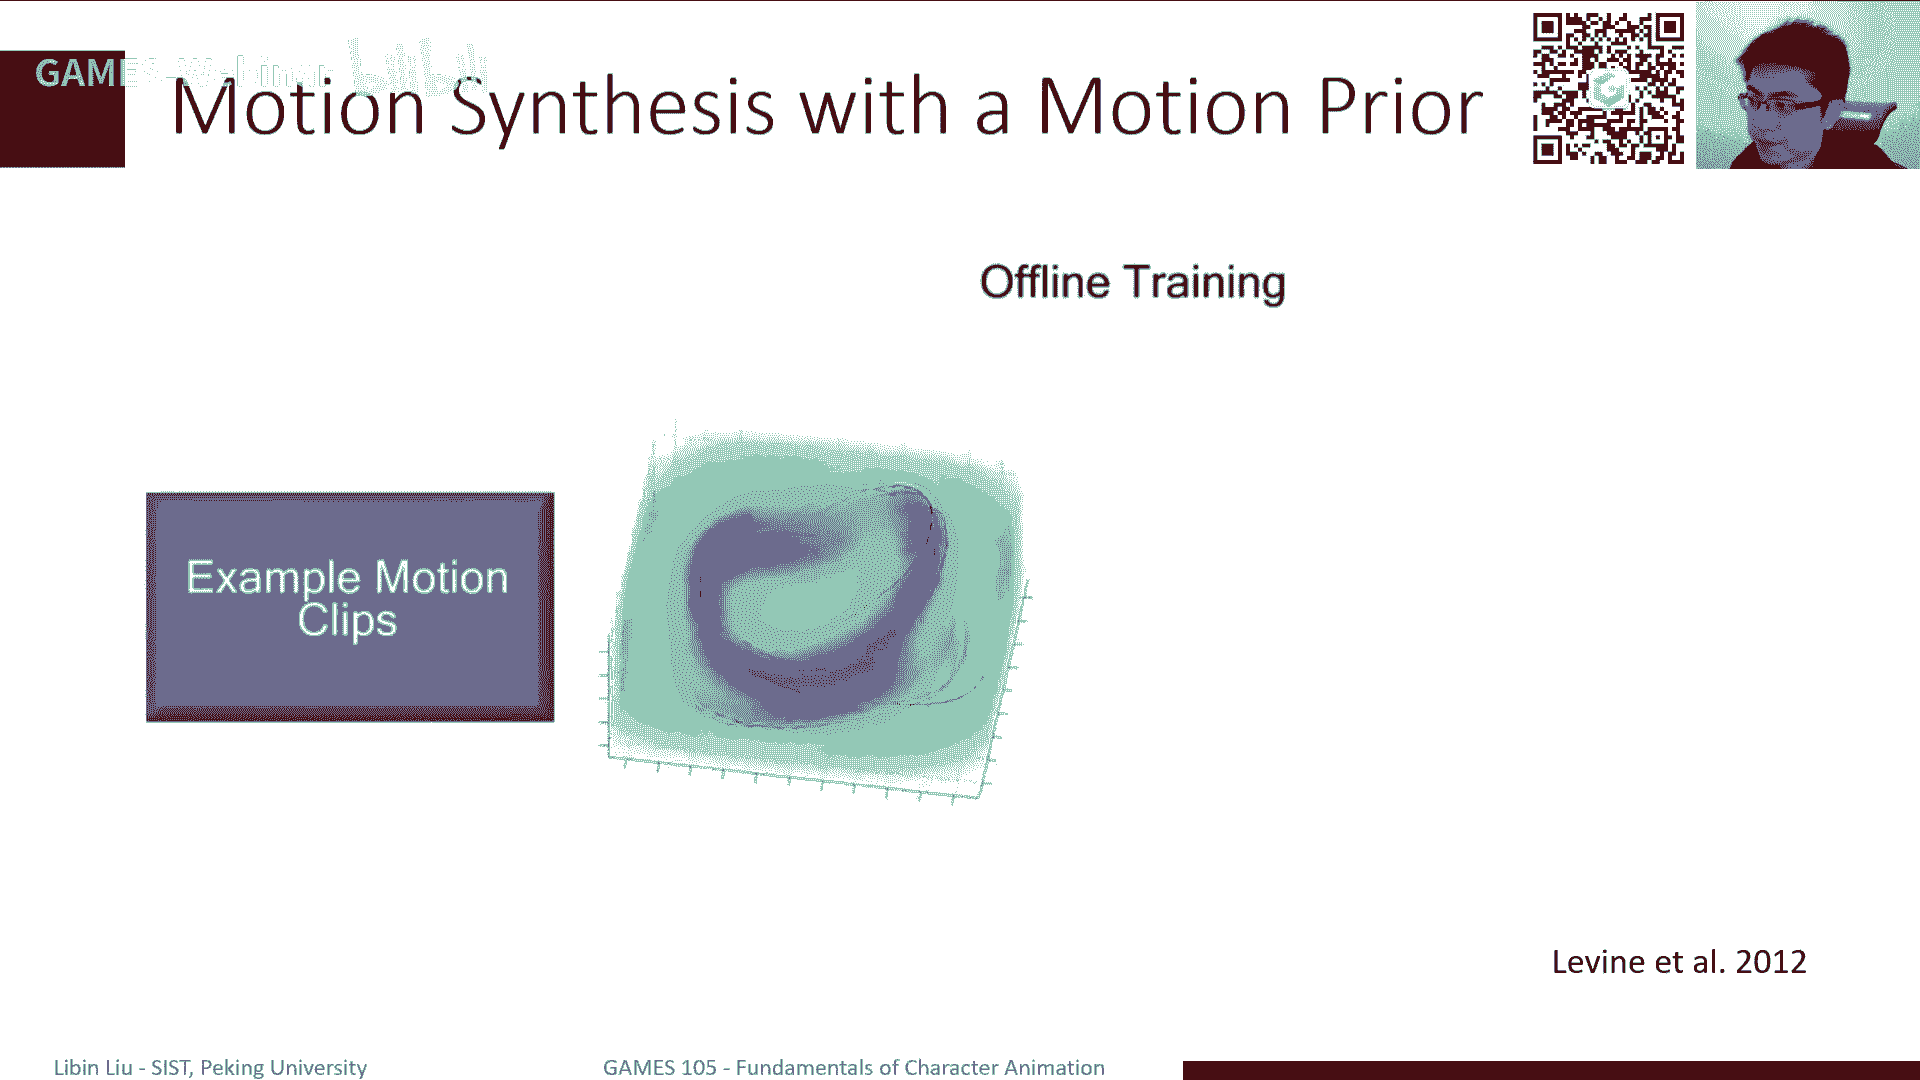 GAMES-Webinar bilibili
Motion Synthesis with a Motion Prior
Offline Training
Example Motion
Clips
Levine et al. 2012
Libin Liu - SIST, Peking University
GAMES 105 - Fundamentals of Character Animation